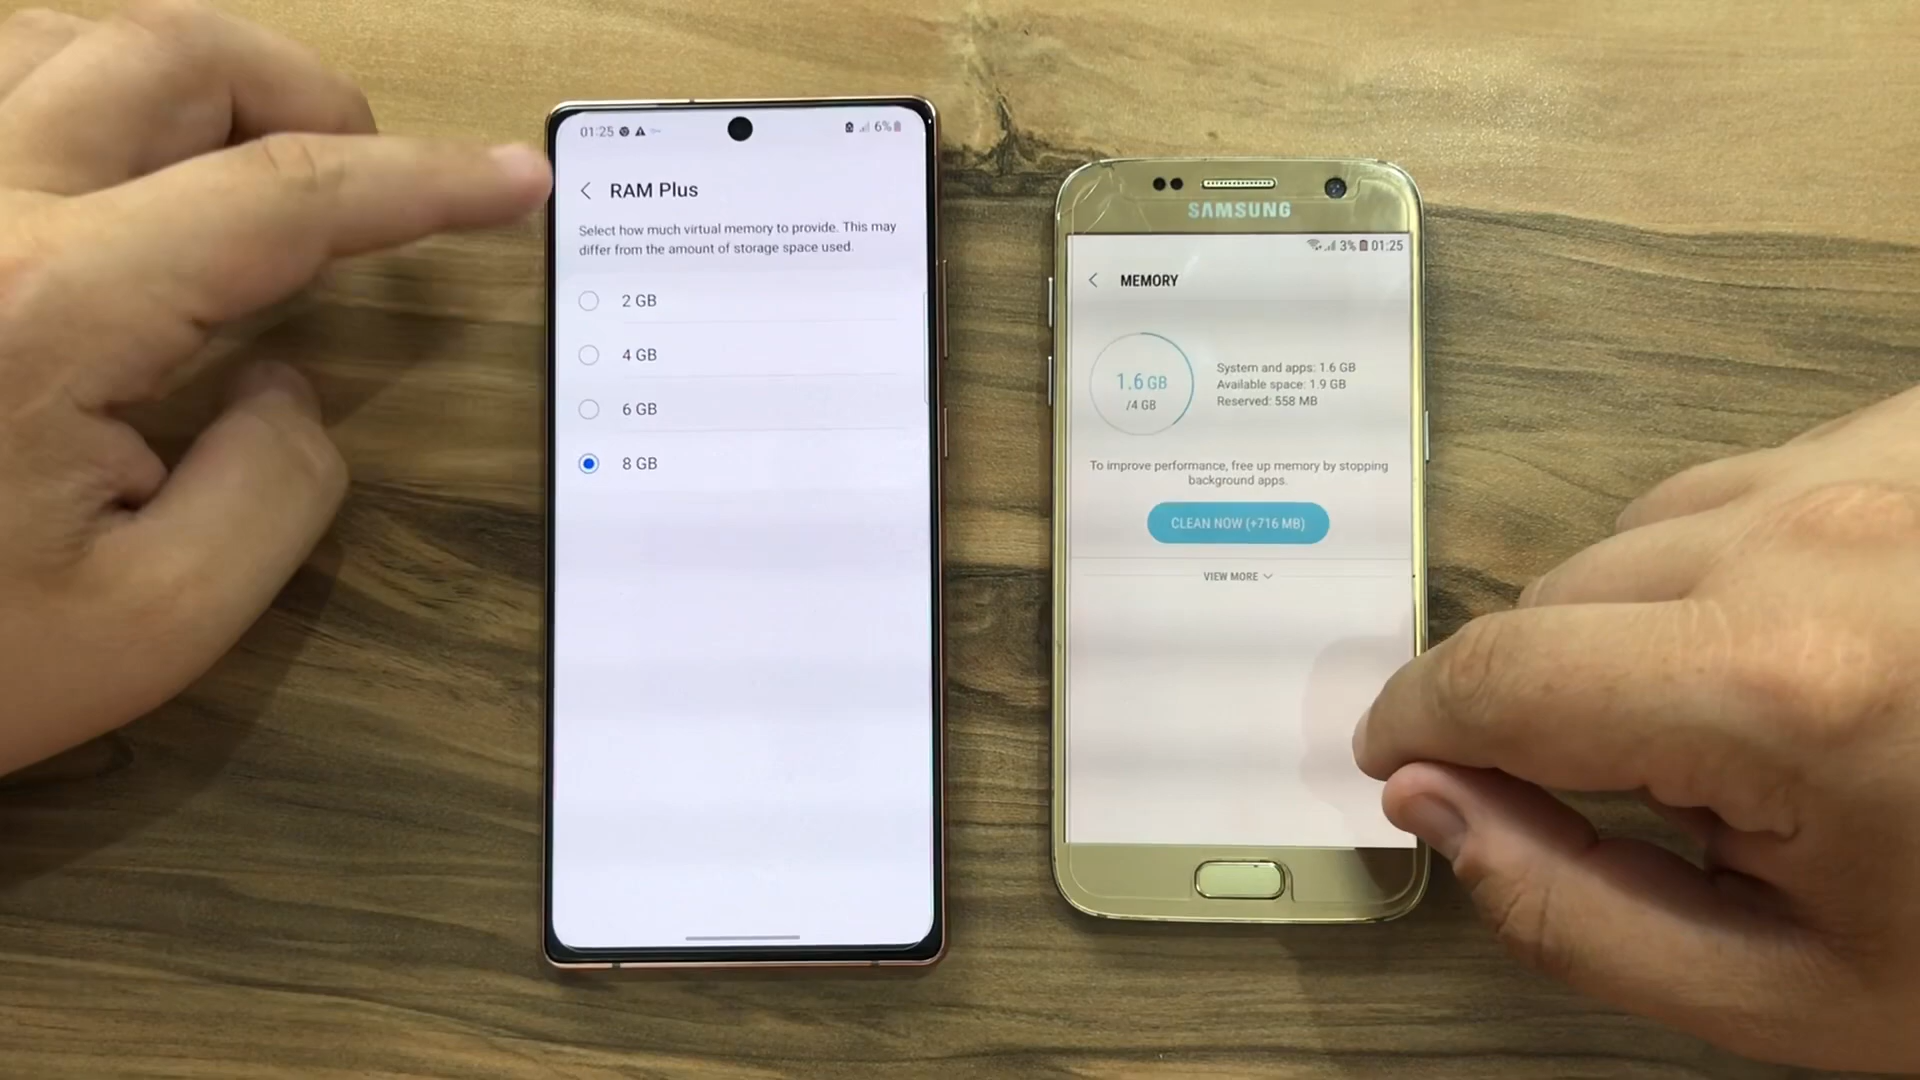 01:25
6%
RAM Plus
Select how much virtual memory to provide. This may
differ from the amount of storage space used.
2 GB
4 GB
6 GB
8 GB
SAMSUNG
3% 01:25
MEMORY
1.6 GB
/4 GB
System and apps: 1.6 GB
Available space: 1.9 GB
Reserved: 558 MB
To improve performance, free up memory by stopping
background apps.
CLEAN NOW (+716 MB)
VIEW MORE